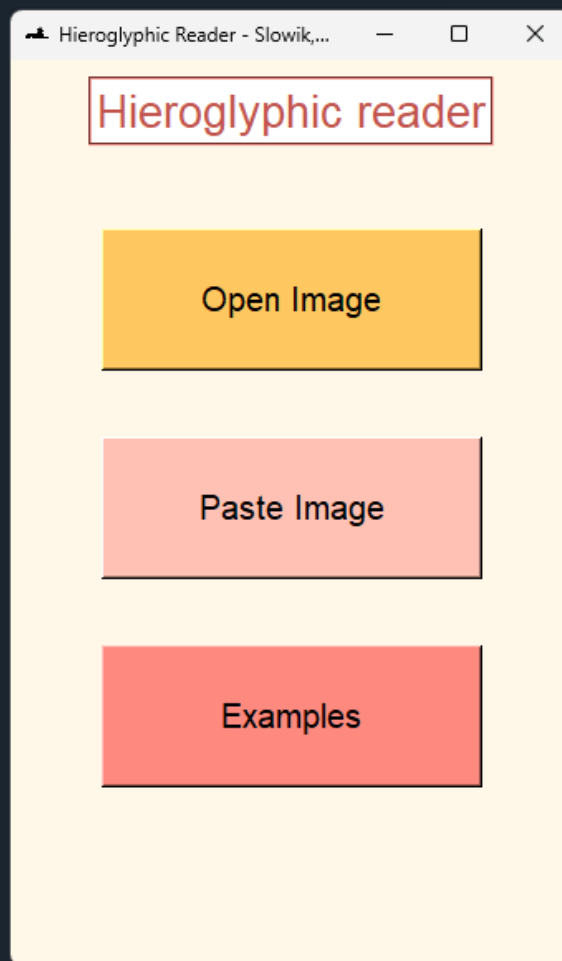 Hieroglyphic Reader - Slowik,...
Hieroglyphic reader
Open Image
Paste Image
Examples